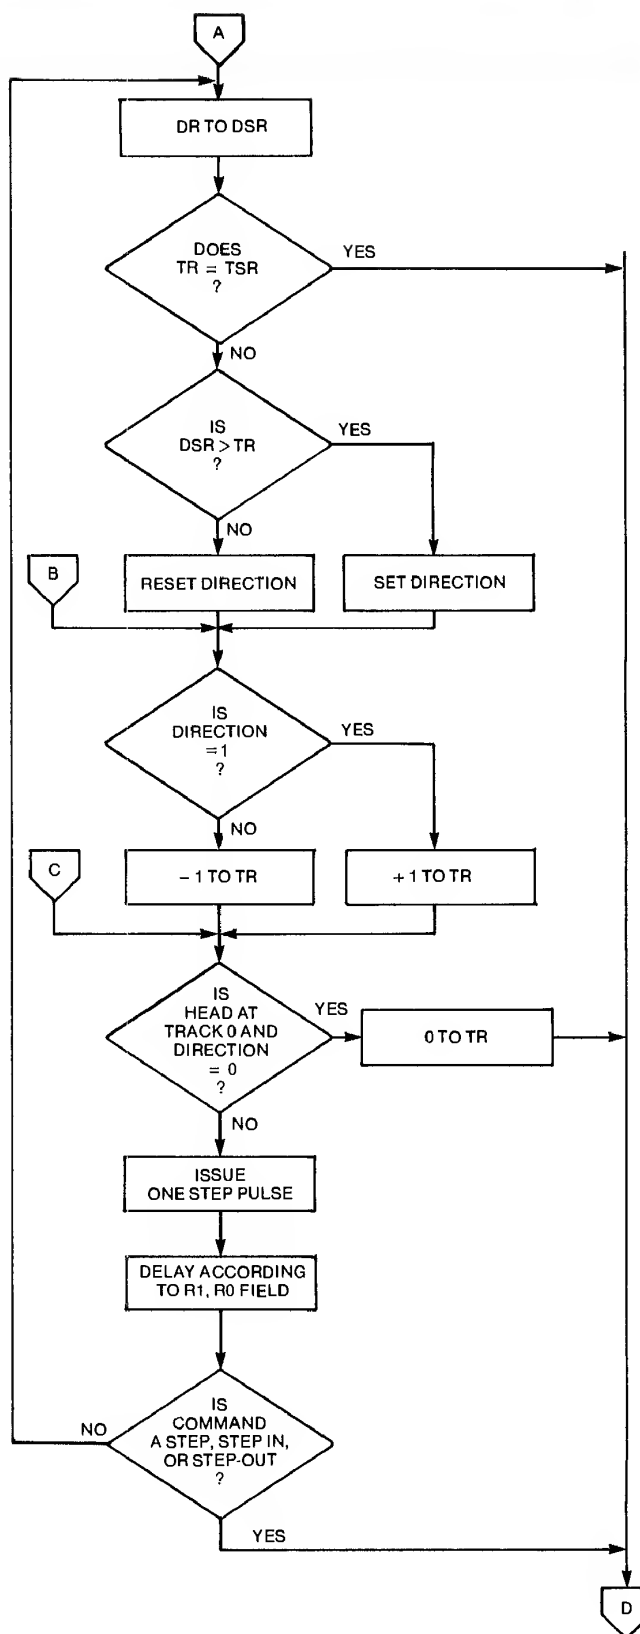 A
DR TO DSR
DOES
TR = TSR
?
YES
NO
IS
DSR > TR
?
YES
NO
B
RESET DIRECTION
SET DIRECTION
IS
DIRECTION
=1
?
YES
NO
C
– 1 TO TR
+ 1 TO TR
IS
HEAD AT
TRACK 0 AND
DIRECTION
= 0
?
YES
0 TO TR
NO
ISSUE
ONE STEP PULSE
DELAY ACCORDING
TO R1, R0 FIELD
IS
COMMAND
A STEP, STEP IN,
OR STEP-OUT
?
NO
YES
D